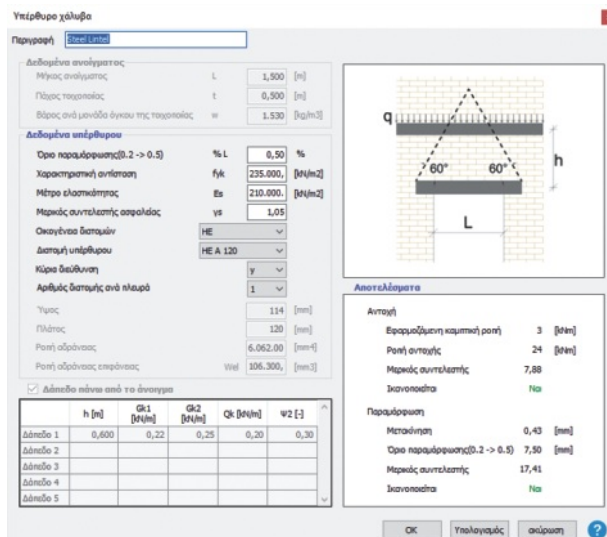 Υπέρθυρο χάλυβα
Περιγραφή Steel Lintel
Δεδομένα ανοίγματος
Μήκος ανοίγματος L 1,500 [m]
Πάχος τοιχοποιίας t 0,500 [m]
Βάρος ανά μονάδα όγκου της τοιχοποιίας w 1.530 [kg/m3]
Δεδομένα υπέρθυρου
Όριο παραμόρφωσης(0.2 -> 0.5) % L 0,50 %
Χαρακτηριστική αντίσταση fyk 235.000, [kN/m2]
Μέτρο ελαστικότητας Es 210.000. [kN/m2]
Μερικός συντελεστής ασφαλείας γs 1,05
Οικογένεια διατομών HE
Διατομή υπέρθυρου HE A 120
Κύρια διεύθυνση y
Αριθμός διατομής ανά πλευρά 1
Ύψος 114 [mm]
Πλάτος 120 [mm]
Ροπή αδράνειας 6.062.00 [mm4]
Ροπή αδράνειας επιφάνειας Wel 106.300, [mm3]
Δάπεδο πάνω από το άνοιγμα
h [m] Gk1 [kN/m] Gk2 [kN/m] Qk [kN/m] Ψ2 [-]
Δάπεδο 1 0,600 0,22 0,25 0,20 0,30
Δάπεδο 2
Δάπεδο 3
Δάπεδο 4
Δάπεδο 5
q
h
60° 60°
L
Αποτελέσματα
Αντοχή
Εφαρμοζόμενη καμπτική ροπή 3 [kNm]
Ροπή αντοχής 24 [kNm]
Μερικός συντελεστής 7,88
Ικανοποιείται Ναι
Παραμόρφωση
Μετακίνηση 0,43 [mm]
Όριο παραμόρφωσης(0.2 -> 0.5) 7,50 [mm]
Μερικός συντελεστής 17,41
Ικανοποιείται Ναι
OK Υπολογισμός ακύρωση ?